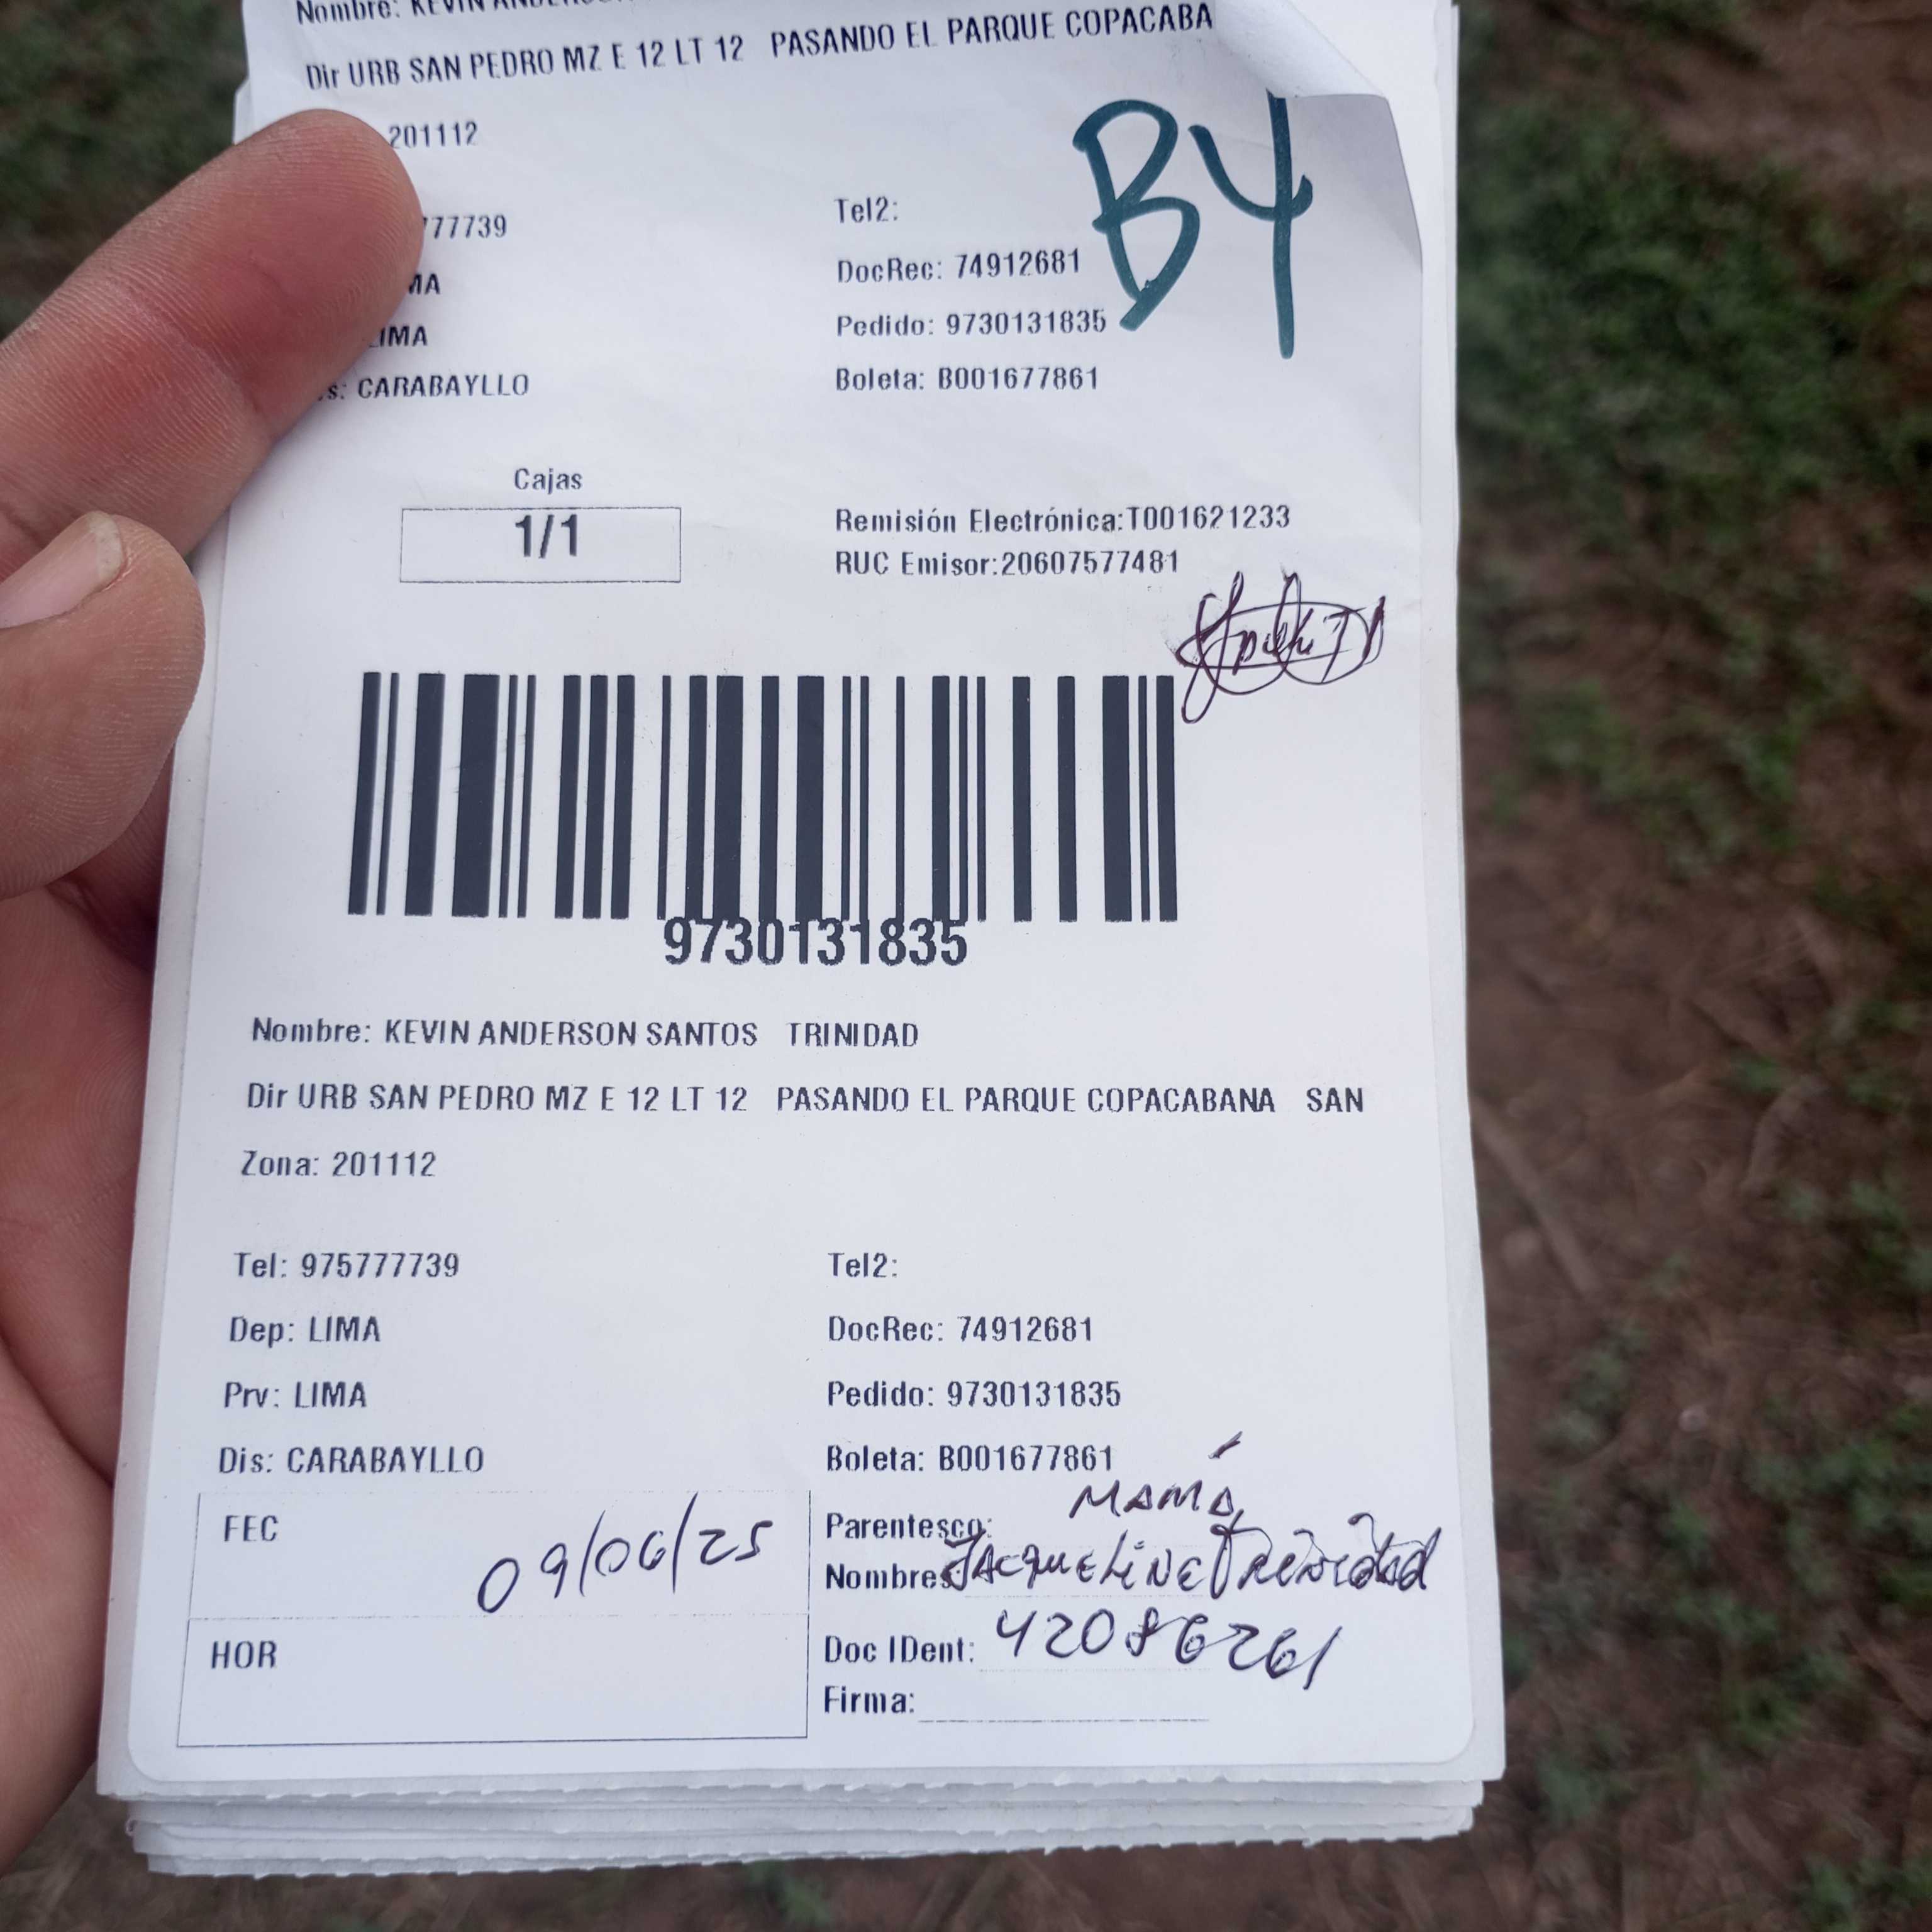 Nombre: KEVIN
Dir URB SAN PEDRO MZ E 12 LT 12 PASANDO EL PARQUE COPACABA
201112
B4
77739 Tel2:
MA DocRec: 74912681
IMA Pedido: 9730131835
s: CARABAYLLO Boleta: B001677861
Cajas
1/1
Remisión Electrónica:T001621233
RUC Emisor:20607577481
9730131835
Nombre: KEVIN ANDERSON SANTOS TRINIDAD
Dir URB SAN PEDRO MZ E 12 LT 12 PASANDO EL PARQUE COPACABANA SAN
Zona: 201112
Tel: 975777739 Tel2:
Dep: LIMA DocRec: 74912681
Prv: LIMA Pedido: 9730131835
Dis: CARABAYLLO Boleta: B001677861
FEC 09/06/25
Parentesco: MAMÁ
Nombres: JACQUELINE
HOR
Doc IDent: 42086261
Firma: